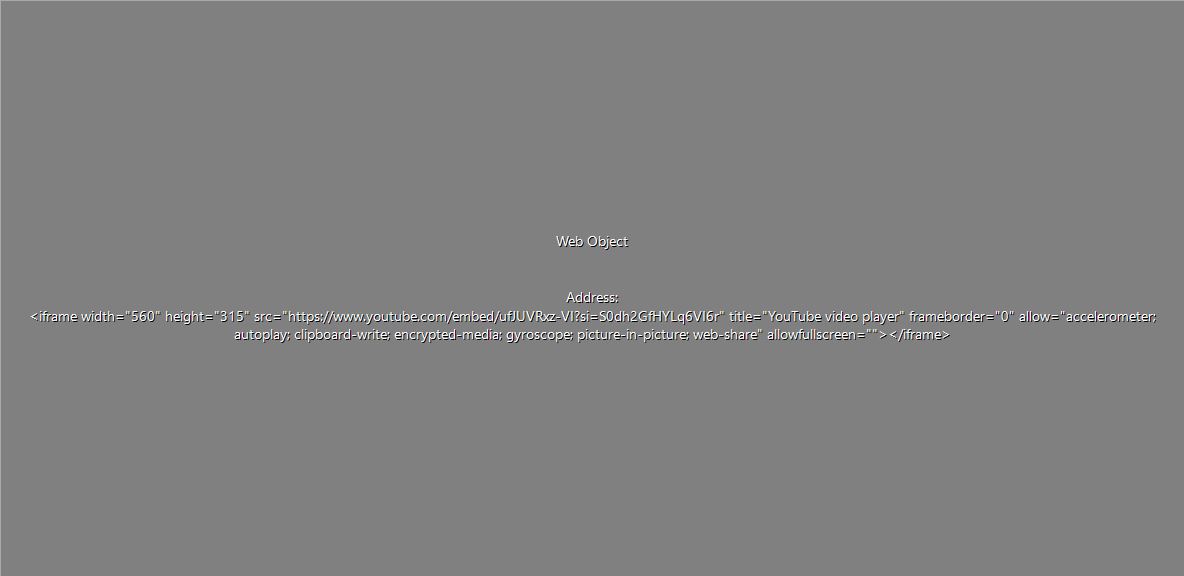 Web Object
Address:
<iframe width="560" height="315" src="https://www.youtube.com/embed/ufJUVRxz-VI?si=S0dh2GfHYLq6VI6r" title="YouTube video player" frameborder="0" allow="accelerometer;
autoplay; clipboard-write; encrypted-media; gyroscope; picture-in-picture; web-share" allowfullscreen=""></iframe>